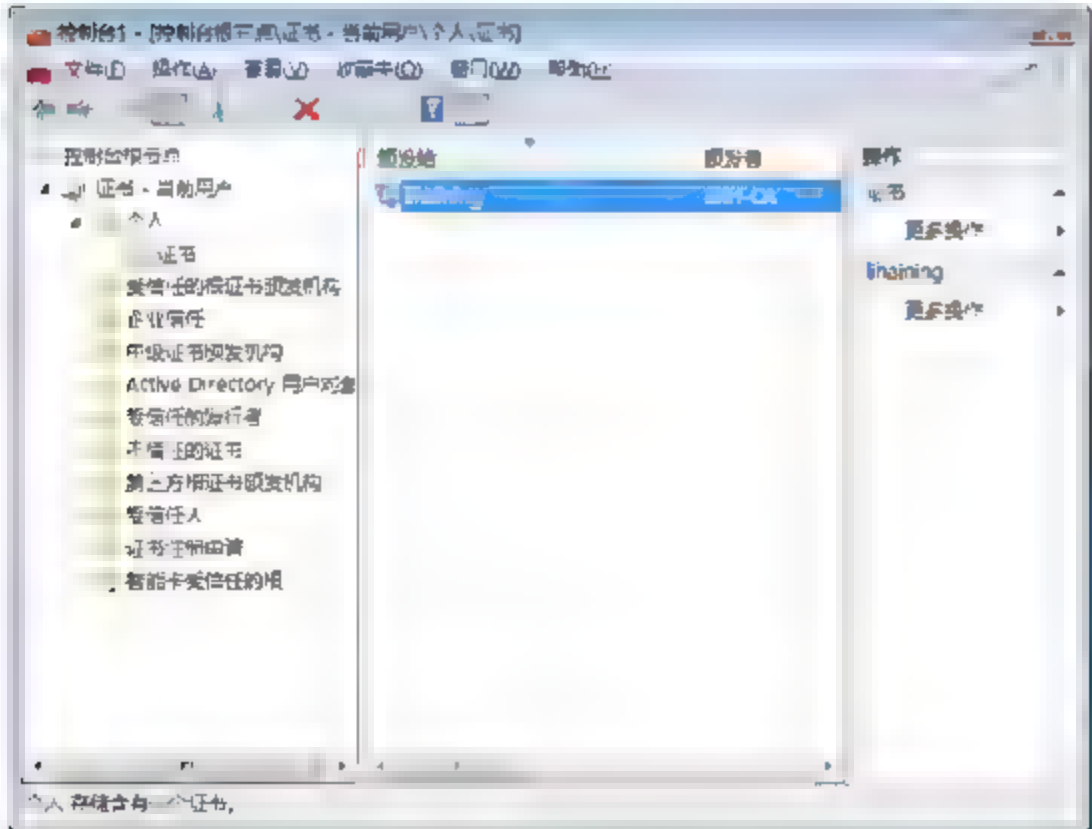 控制台1 - [控制台根节点\证书 - 当前用户\个人\证书]
文件(F) 操作(A) 查看(V) 收藏夹(O) 窗口(W) 帮助(H)
控制台根节点
证书 - 当前用户
个人
证书
受信任的根证书颁发机构
企业信任
中级证书颁发机构
Active Directory 用户对象
受信任的发行者
不信任的证书
第三方根证书颁发机构
受信任人
证书注册申请
智能卡受信任的根
颁发给 颁发者
操作
证书
更多操作
lihaining
更多操作
个人 存储含有 一个证书。